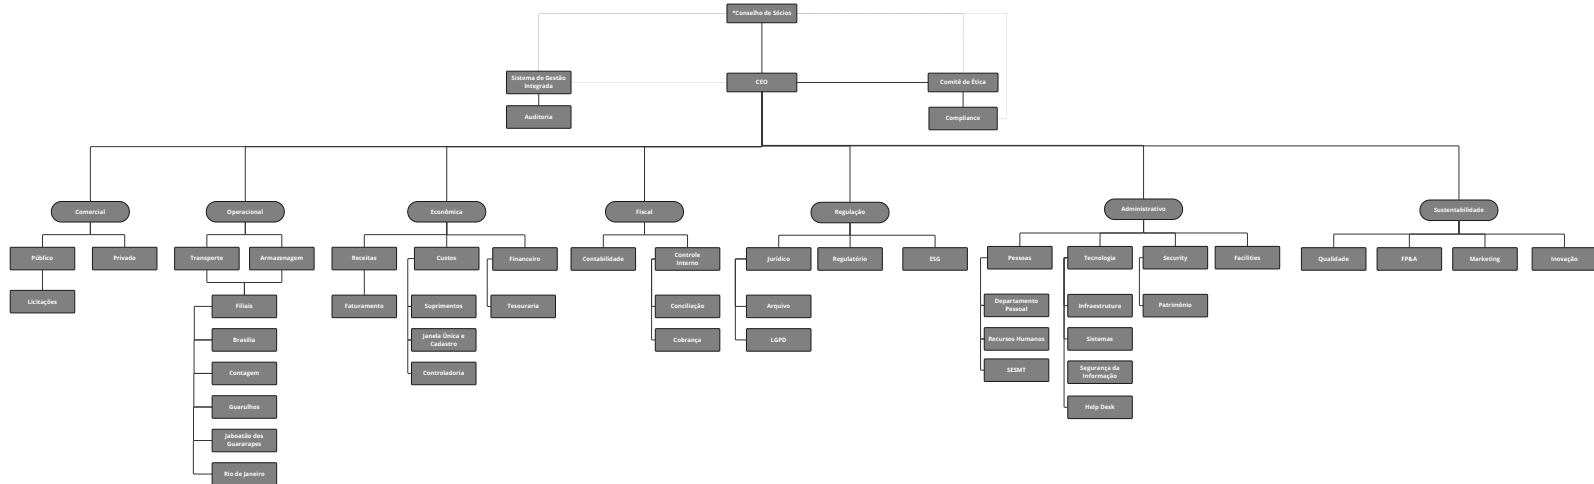 *Conselho de Sócios
Sistema de Gestão
Integrada
CEO
Comitê de Ética
Auditoria
Compliance
Comercial
Operacional
Econômica
Fiscal
Regulação
Administrativo
Sustentabilidade
Público
Privado
Transporte
Armazenagem
Receitas
Custos
Financeiro
Contabilidade
Controle
Interno
Jurídico
Regulatório
ESG
Pessoas
Tecnologia
Security
Facilities
Qualidade
FP&A
Marketing
Inovação
Licitações
Filiais
Faturamento
Suprimentos
Tesouraria
Conciliação
Arquivo
Departamento
Pessoal
Infraestrutura
Patrimônio
Brasília
Janela Única e
Cadastro
Cobrança
LGPD
Recursos Humanos
Sistemas
Contagem
Controladoria
SESMT
Segurança da
Informação
Guarulhos
Help Desk
Jaboatão dos
Guararapes
Rio de Janeiro